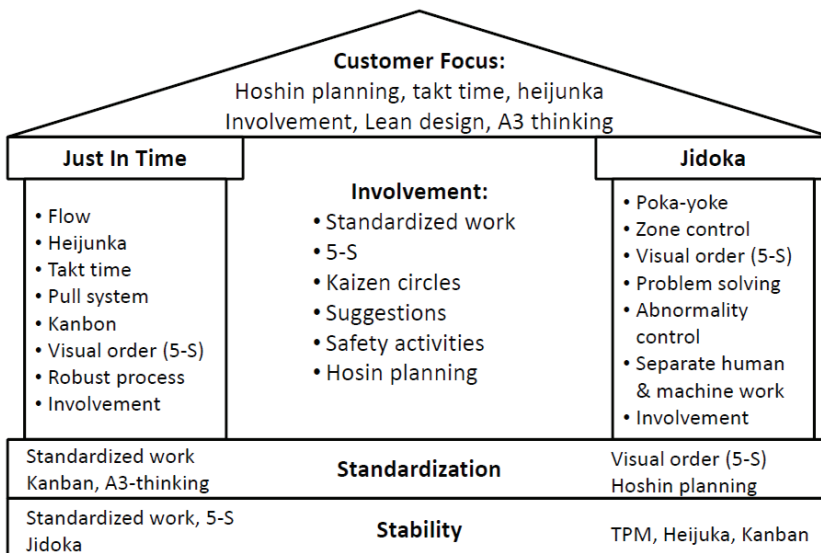 Customer Focus:
Hoshin planning, takt time, heijunka
Involvement, Lean design, A3 thinking
Just In Time
• Flow
• Heijunka
• Takt time
• Pull system
• Kanbon
• Visual order (5-S)
• Robust process
• Involvement
Involvement:
• Standardized work
• 5-S
• Kaizen circles
• Suggestions
• Safety activities
• Hosin planning
Jidoka
• Poka-yoke
• Zone control
• Visual order (5-S)
• Problem solving
• Abnormality
control
• Separate human
& machine work
• Involvement
Standardized work
Kanban, A3-thinking
Standardization
Visual order (5-S)
Hoshin planning
Standardized work, 5-S
Jidoka
Stability
TPM, Heijuka, Kanban